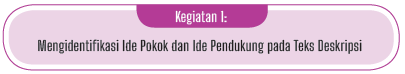 Kegiatan 1:
Mengidentifikasi Ide Pokok dan Ide Pendukung pada Teks Deskripsi